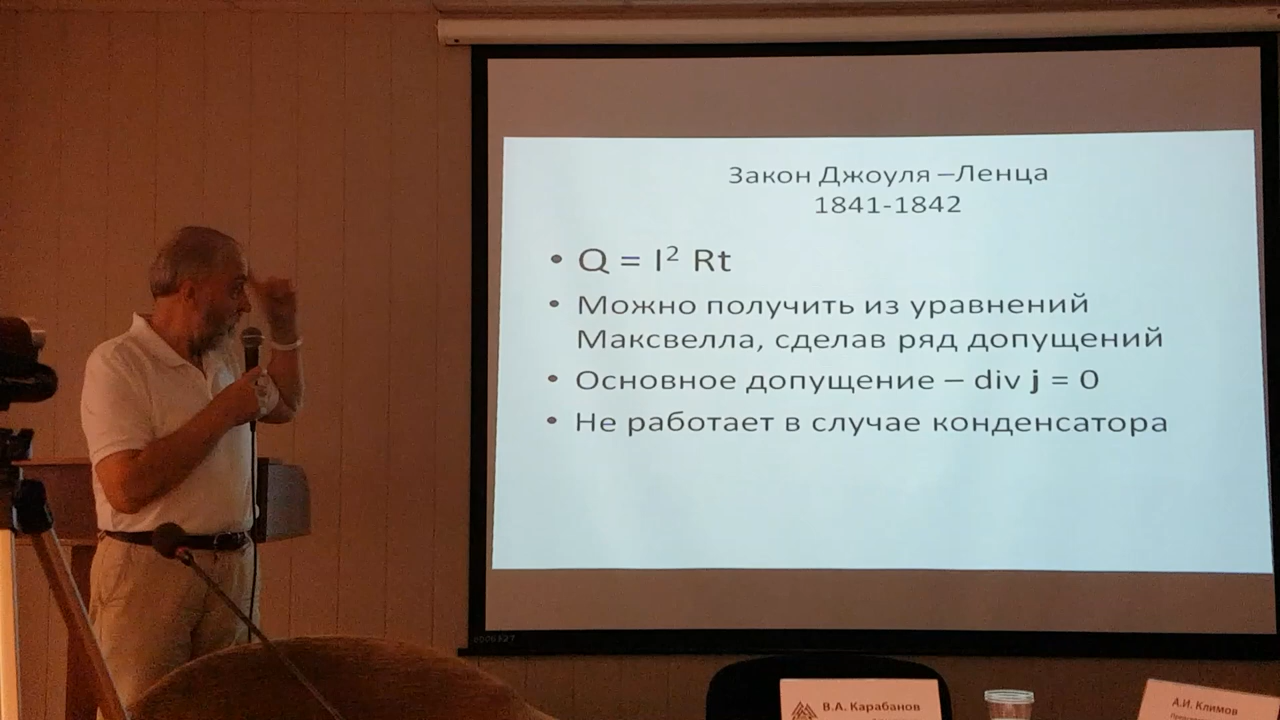 Закон Джоуля –Ленца
1841-1842
• Q = I² Rt
• Можно получить из уравнений
Максвелла, сделав ряд допущений
• Основное допущение – div j = 0
• Не работает в случае конденсатора
В.А. Карабанов
А.И. Климов